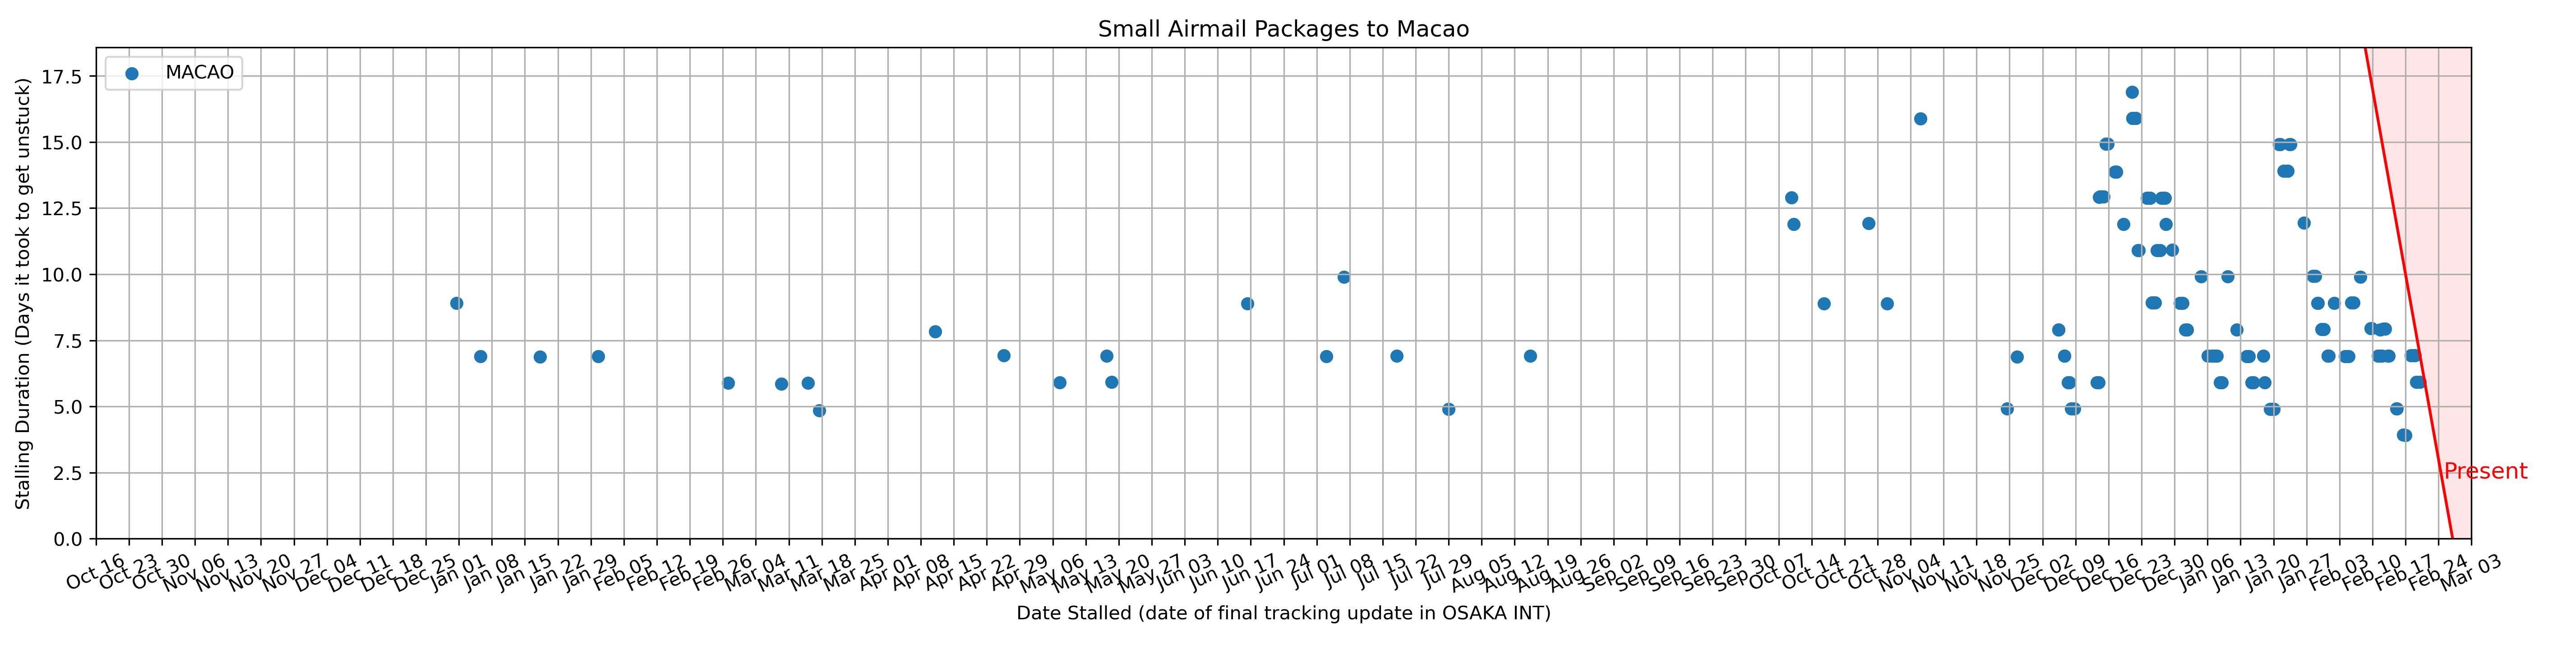 Small Airmail Packages to Macao
MACAO
Stalling Duration (Days it took to get unstuck)
17.5
15.0
12.5
10.0
7.5
5.0
2.5
0.0
Present
Oct 16 Oct 23 Oct 30 Nov 06 Nov 13 Nov 20 Nov 27 Dec 04 Dec 11 Dec 18 Dec 25 Jan 01 Jan 08 Jan 15 Jan 22 Jan 29 Feb 05 Feb 12 Feb 19 Feb 26 Mar 04 Mar 11 Mar 18 Mar 25 Apr 01 Apr 08 Apr 15 Apr 22 Apr 29 May 06 May 13 May 20 May 27 Jun 03 Jun 10 Jun 17 Jun 24 Jul 01 Jul 08 Jul 15 Jul 22 Jul 29 Aug 05 Aug 12 Aug 19 Aug 26 Sep 02 Sep 09 Sep 16 Sep 23 Sep 30 Oct 07 Oct 14 Oct 21 Oct 28 Nov 04 Nov 11 Nov 18 Nov 25 Dec 02 Dec 09 Dec 16 Dec 23 Dec 30 Jan 06 Jan 13 Jan 20 Jan 27 Feb 03 Feb 10 Feb 17 Feb 24 Mar 03
Date Stalled (date of final tracking update in OSAKA INT)